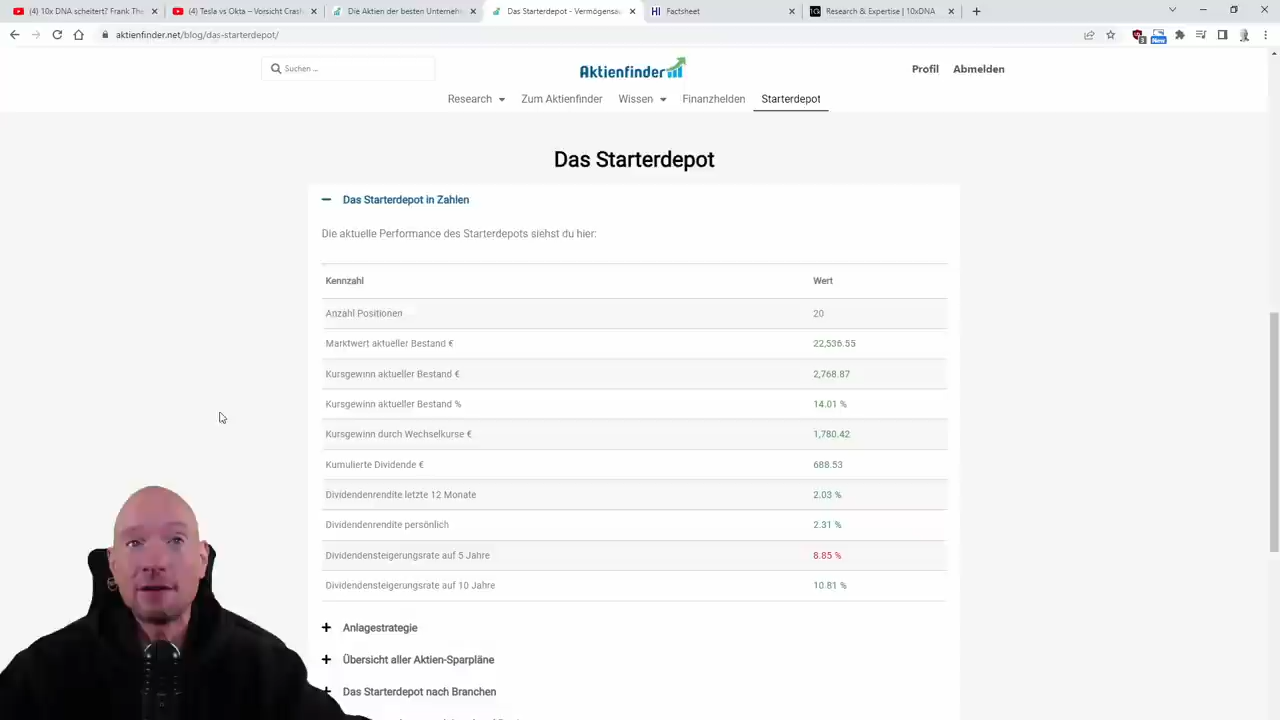 (4) 10x DNA scheitert? Frank The
(4) Tesla vs Okta – Vorsicht Crash
Die Aktien der besten Unternehm
Das Starterdepot - Vermögensau
Factsheet
Research & Expertise | 10xDNA
aktienfinder.net/blog/das-starterdepot/
3
New
Suchen ...
Aktienfinder
Profil
Abmelden
Research
Zum Aktienfinder
Wissen
Finanzhelden
Starterdepot
Das Starterdepot
Das Starterdepot in Zahlen
Die aktuelle Performance des Starterdepots siehst du hier:
Kennzahl Wert
Anzahl Positionen 20
Marktwert aktueller Bestand € 22,536.55
Kursgewinn aktueller Bestand € 2,768.87
Kursgewinn aktueller Bestand % 14.01 %
Kursgewinn durch Wechselkurse € 1,780.42
Kumulierte Dividende € 688.53
Dividendenrendite letzte 12 Monate 2.03 %
Dividendenrendite persönlich 2.31 %
Dividendensteigerungsrate auf 5 Jahre 8.85 %
Dividendensteigerungsrate auf 10 Jahre 10.81 %
Anlagestrategie
Übersicht aller Aktien-Sparpläne
Das Starterdepot nach Branchen